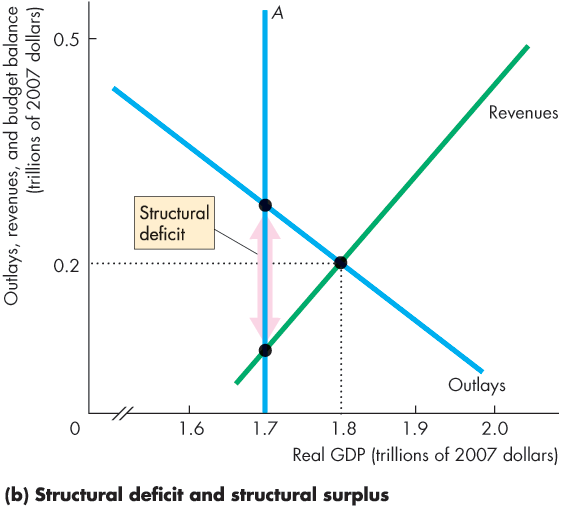 Outlays, revenues, and budget balance
(trillions of 2007 dollars)
0.5
A
Revenues
Structural
deficit
0.2
Outlays
0
1.6
1.7
1.8
1.9
2.0
Real GDP (trillions of 2007 dollars)
(b) Structural deficit and structural surplus